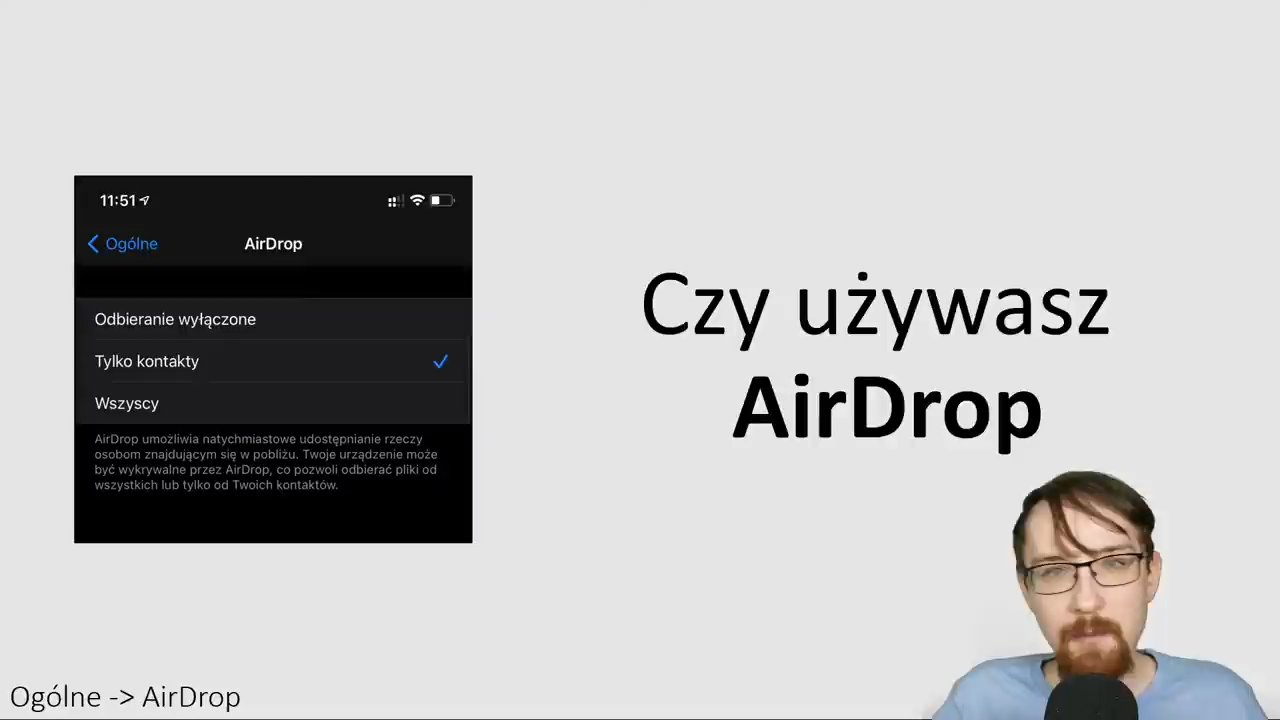 11:51
Ogólne
AirDrop
Odbieranie wyłączone
Tylko kontakty
Wszyscy
AirDrop umożliwia natychmiastowe udostępnianie rzeczy
osobom znajdującym się w pobliżu. Twoje urządzenie może
być wykrywalne przez AirDrop, co pozwoli odbierać pliki od
wszystkich lub tylko od Twoich kontaktów.
Czy używasz
AirDrop
Ogólne -> AirDrop